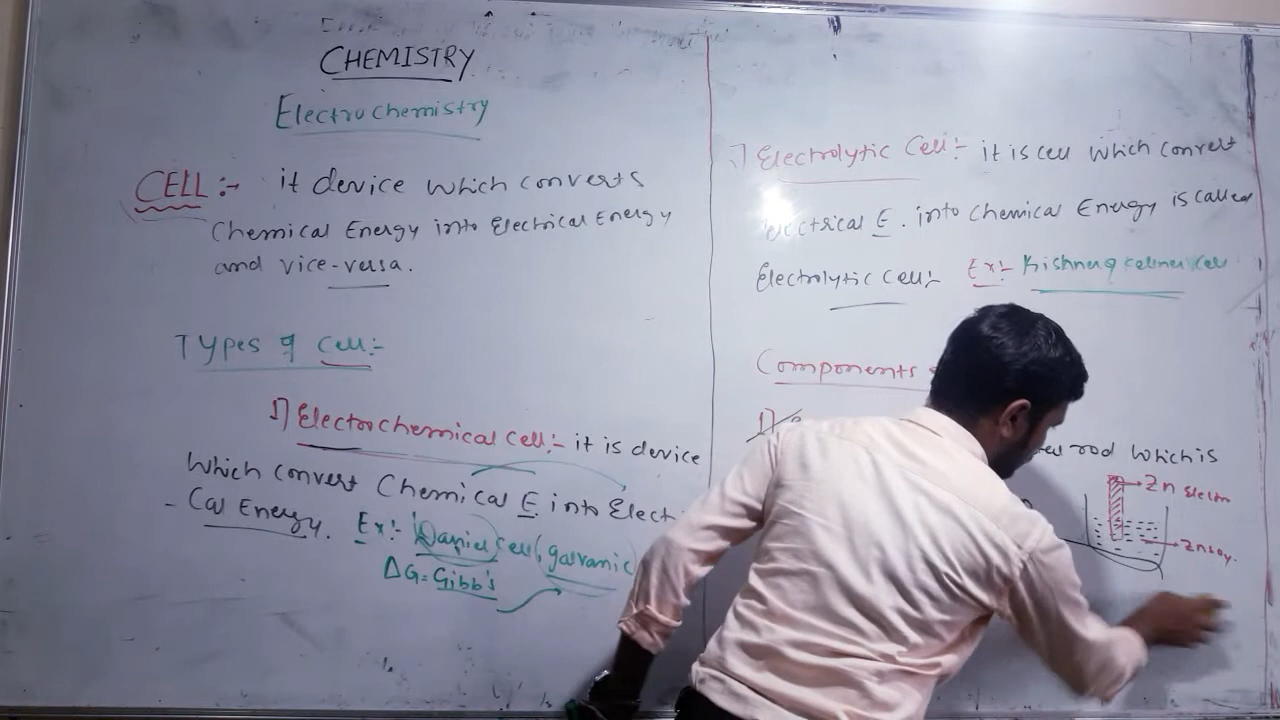 CHEMISTRY
Electrochemistry
CELL :- it device which converts
Chemical Energy into Electrical Energy
and vice-versa.
Types of Cell:-
1) Electrochemical Cell:- it is device
which convert Chemical E into Electri
- Cal Energy. Ex:- Daniel Cell (galvanic
ΔG = Gibb's
Electrolytic Cell:- it is cell which convert
Electrical E. into Chemical Energy is called
Electrolytic Cell:- Ex:-
Components
1)
rod which is
Zn Electro
ZnSO4.